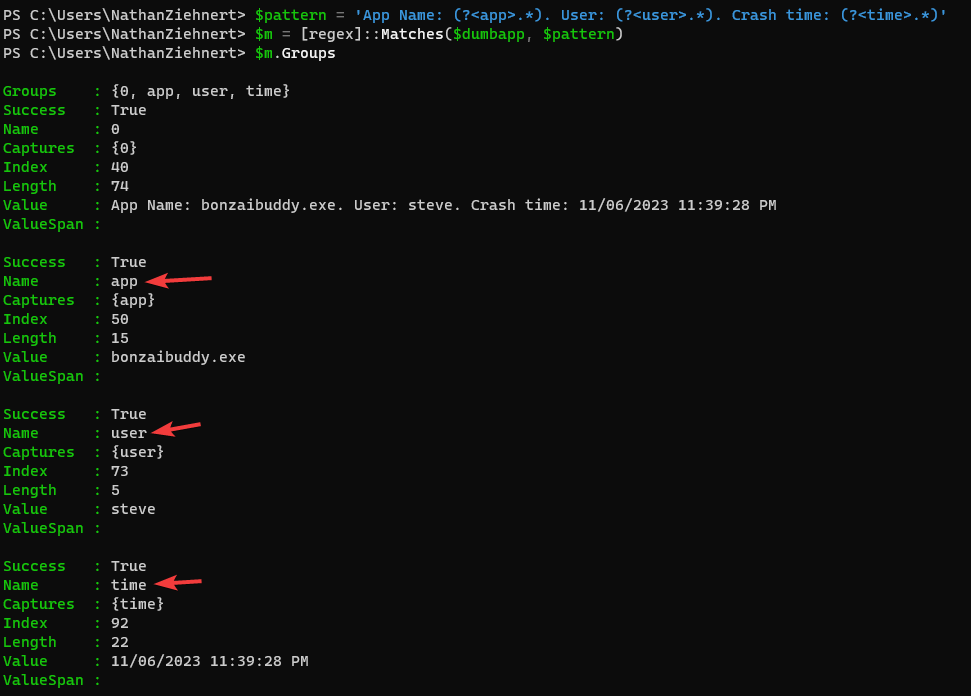 PS C:\Users\NathanZiehnert> $pattern = 'App Name: (?<app>.*). User: (?<user>.*). Crash time: (?<time>.*)'
PS C:\Users\NathanZiehnert> $m = [regex]::Matches($dumbapp, $pattern)
PS C:\Users\NathanZiehnert> $m.Groups
Groups    : {0, app, user, time}
Success   : True
Name      : 0
Captures  : {0}
Index     : 40
Length    : 74
Value     : App Name: bonzaibuddy.exe. User: steve. Crash time: 11/06/2023 11:39:28 PM
ValueSpan :
Success   : True
Name      : app
Captures  : {app}
Index     : 50
Length    : 15
Value     : bonzaibuddy.exe
ValueSpan :
Success   : True
Name      : user
Captures  : {user}
Index     : 73
Length    : 5
Value     : steve
ValueSpan :
Success   : True
Name      : time
Captures  : {time}
Index     : 92
Length    : 22
Value     : 11/06/2023 11:39:28 PM
ValueSpan :